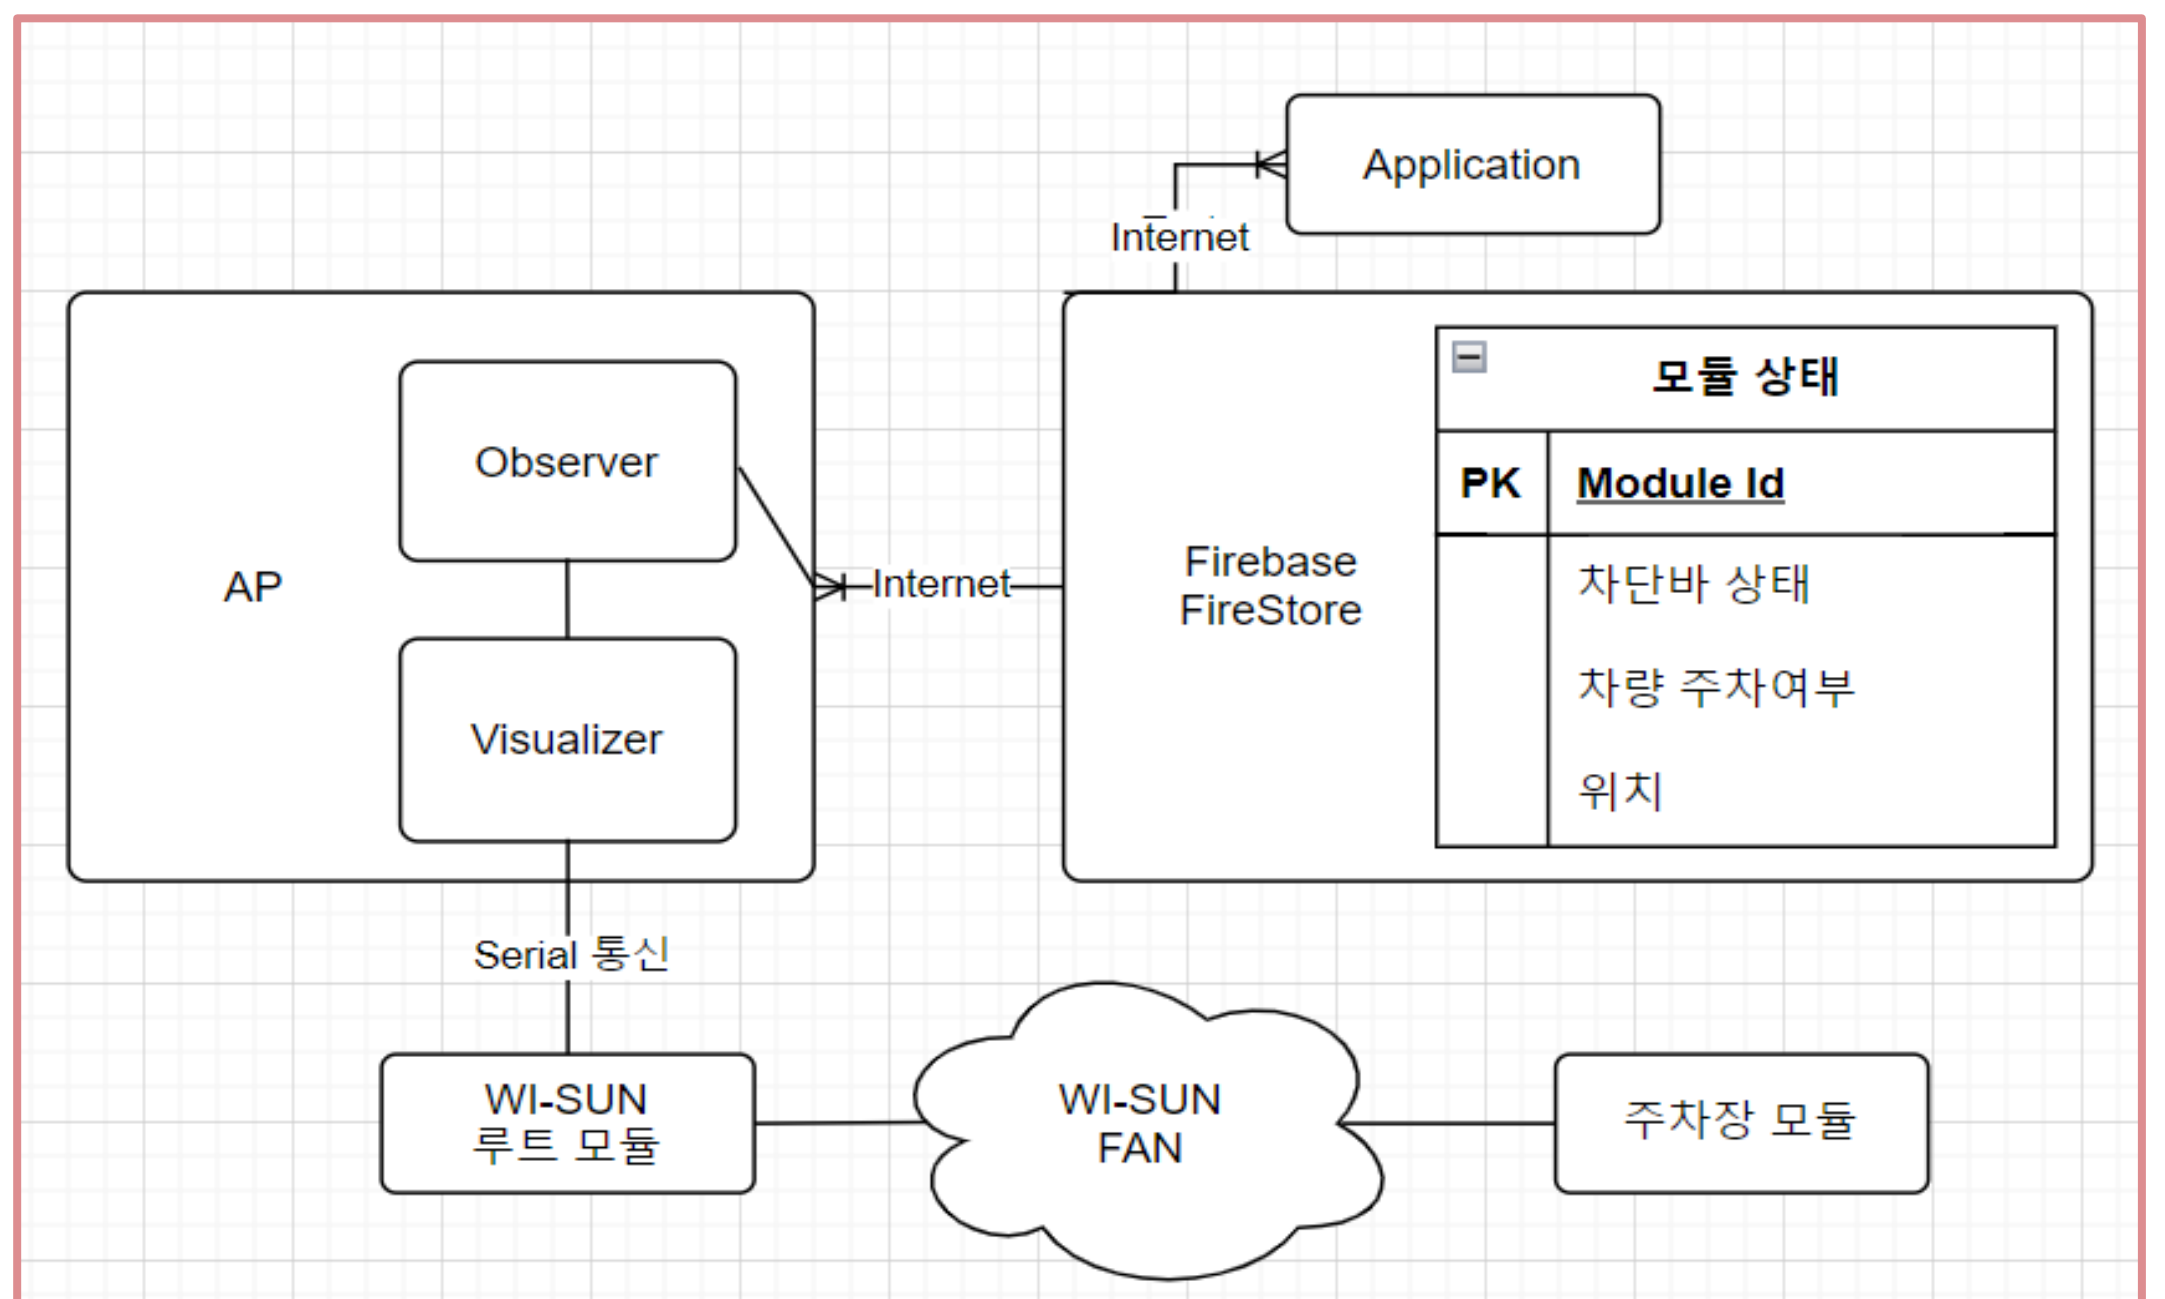 Application
Internet
모듈 상태
PK
Module Id
차단바 상태
차량 주차여부
위치
Firebase
FireStore
Internet
AP
Observer
Visualizer
Serial 통신
WI-SUN
루트 모듈
WI-SUN
FAN
주차장 모듈